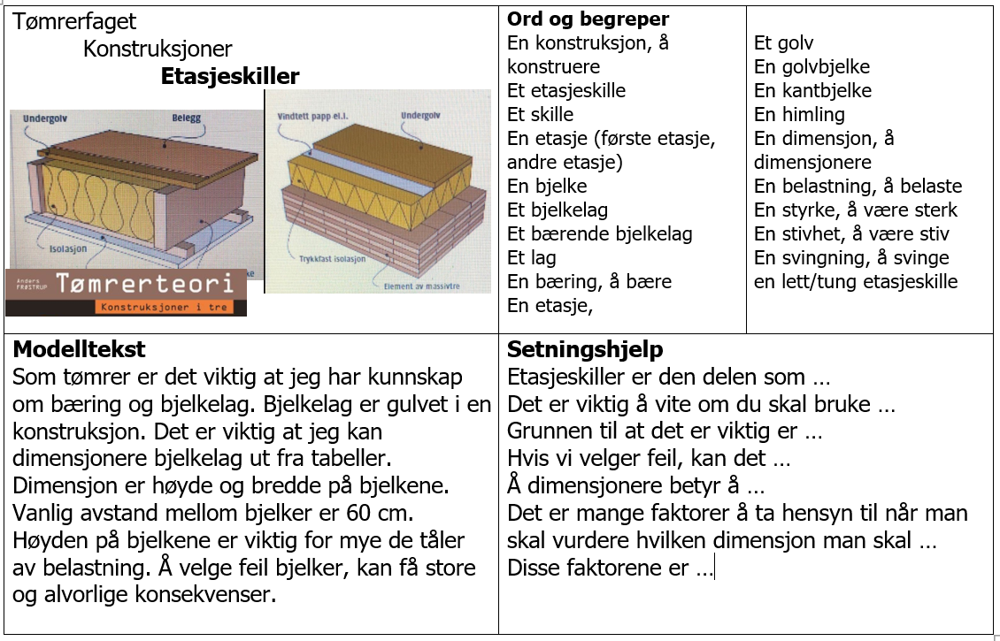 Tømrerfaget
Konstruksjoner
Etasjeskiller
Undergolv
Belegg
Isolasjon
Vindtett papp el.l.
Undergolv
Trykkfast isolasjon
Element av massivtre
Anders
FRØSTRUP
Tømrerteori
Konstruksjoner i tre
Ord og begreper
En konstruksjon, å
konstruere
Et etasjeskille
Et skille
En etasje (første etasje,
andre etasje)
En bjelke
Et bjelkelag
Et bærende bjelkelag
Et lag
En bæring, å bære
En etasje,
Et golv
En golvbjelke
En kantbjelke
En himling
En dimensjon, å
dimensjonere
En belastning, å belaste
En styrke, å være sterk
En stivhet, å være stiv
En svingning, å svinge
en lett/tung etasjeskille
Modelltekst
Som tømrer er det viktig at jeg har kunnskap
om bæring og bjelkelag. Bjelkelag er gulvet i en
konstruksjon. Det er viktig at jeg kan
dimensjonere bjelkelag ut fra tabeller.
Dimensjon er høyde og bredde på bjelkene.
Vanlig avstand mellom bjelker er 60 cm.
Høyden på bjelkene er viktig for mye de tåler
av belastning. Å velge feil bjelker, kan få store
og alvorlige konsekvenser.
Setningshjelp
Etasjeskiller er den delen som …
Det er viktig å vite om du skal bruke …
Grunnen til at det er viktig er …
Hvis vi velger feil, kan det …
Å dimensjonere betyr å …
Det er mange faktorer å ta hensyn til når man
skal vurdere hvilken dimensjon man skal …
Disse faktorene er …